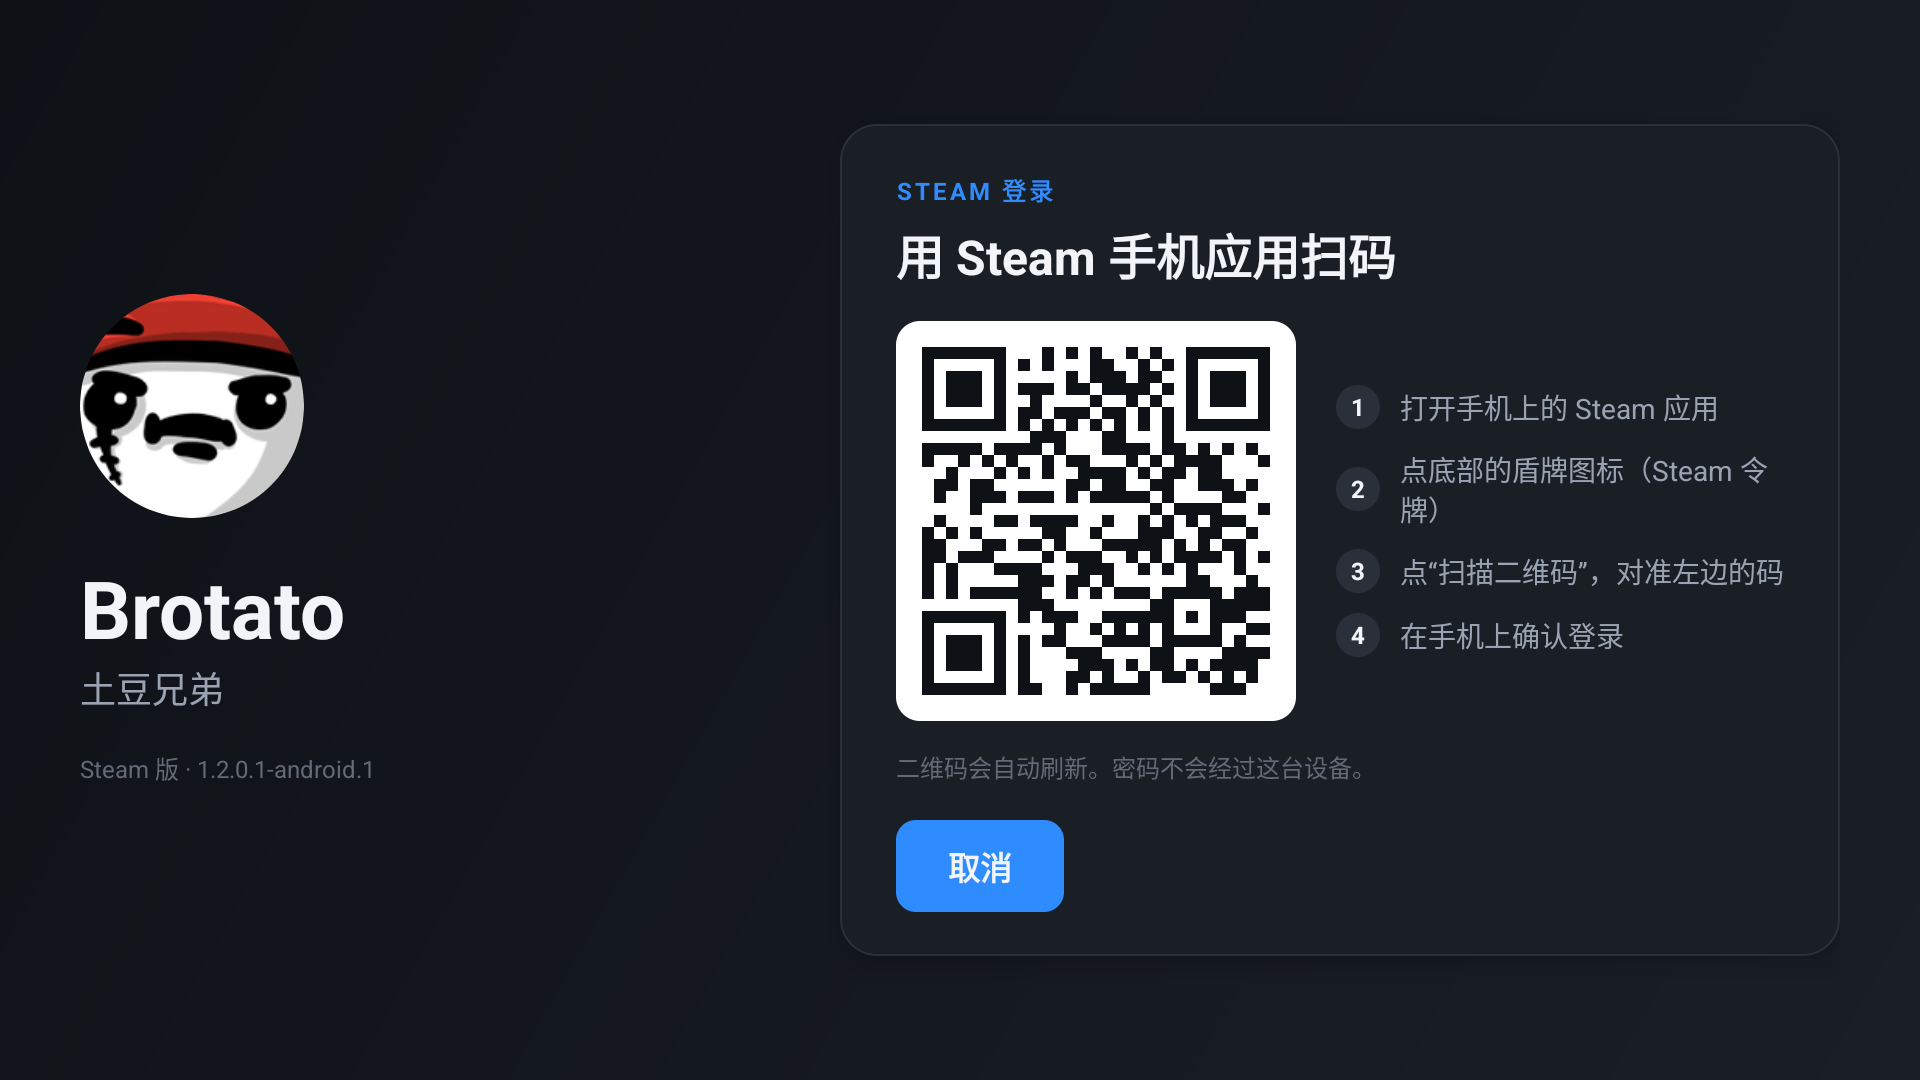 Brotato
土豆兄弟
Steam 版 · 1.2.0.1-android.1
STEAM 登录
用 Steam 手机应用扫码
1 打开手机上的 Steam 应用
2 点底部的盾牌图标（Steam 令
牌）
3 点“扫描二维码”，对准左边的码
4 在手机上确认登录
二维码会自动刷新。密码不会经过这台设备。
取消